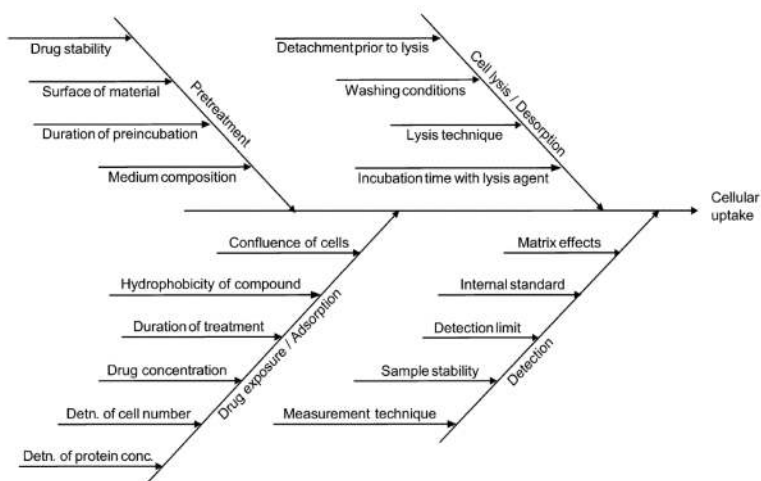 Drug stability
Surface of material
Duration of preincubation
Medium composition
Pretreatment
Detachment prior to lysis
Washing conditions
Lysis technique
Incubation time with lysis agent
Cell lysis / Desorption
Cellular
uptake
Confluence of cells
Hydrophobicity of compound
Duration of treatment
Drug concentration
Detn. of cell number
Detn. of protein conc.
Drug exposure / Adsorption
Matrix effects
Internal standard
Detection limit
Sample stability
Measurement technique
Detection